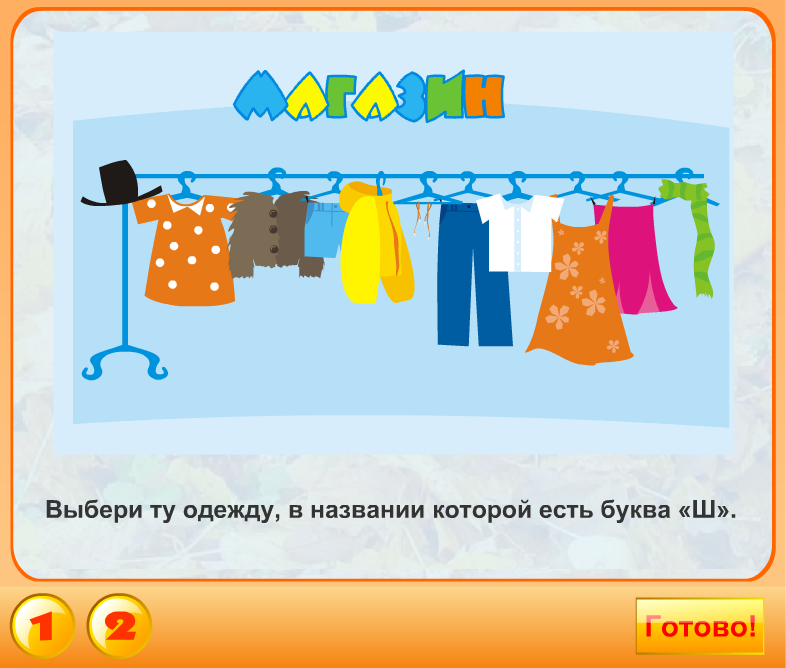 МАГАЗИН
Выбери ту одежду, в названии которой есть буква «Ш».
1 2 Готово!